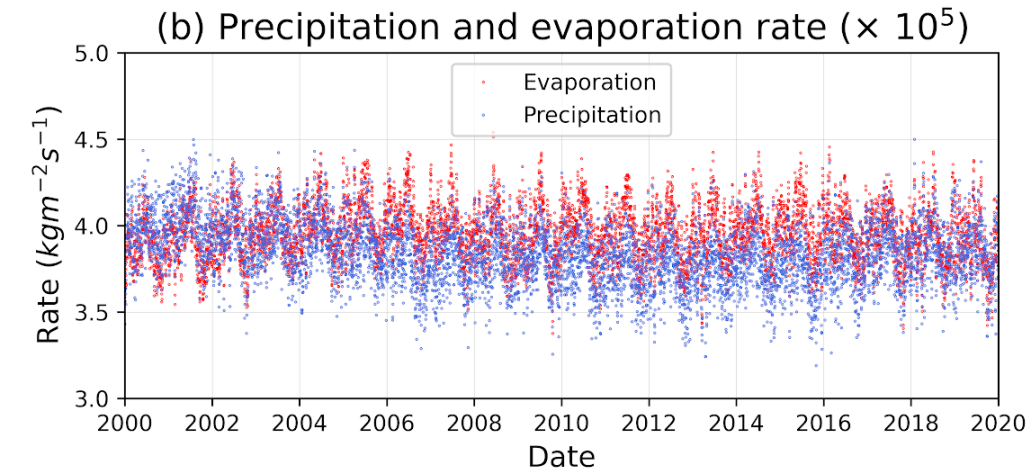 (b) Precipitation and evaporation rate (× 10⁵)
5.0
Evaporation
Precipitation
4.5
4.0
3.5
3.0
Rate (kgm⁻²s⁻¹)
2000 2002 2004 2006 2008 2010 2012 2014 2016 2018 2020
Date